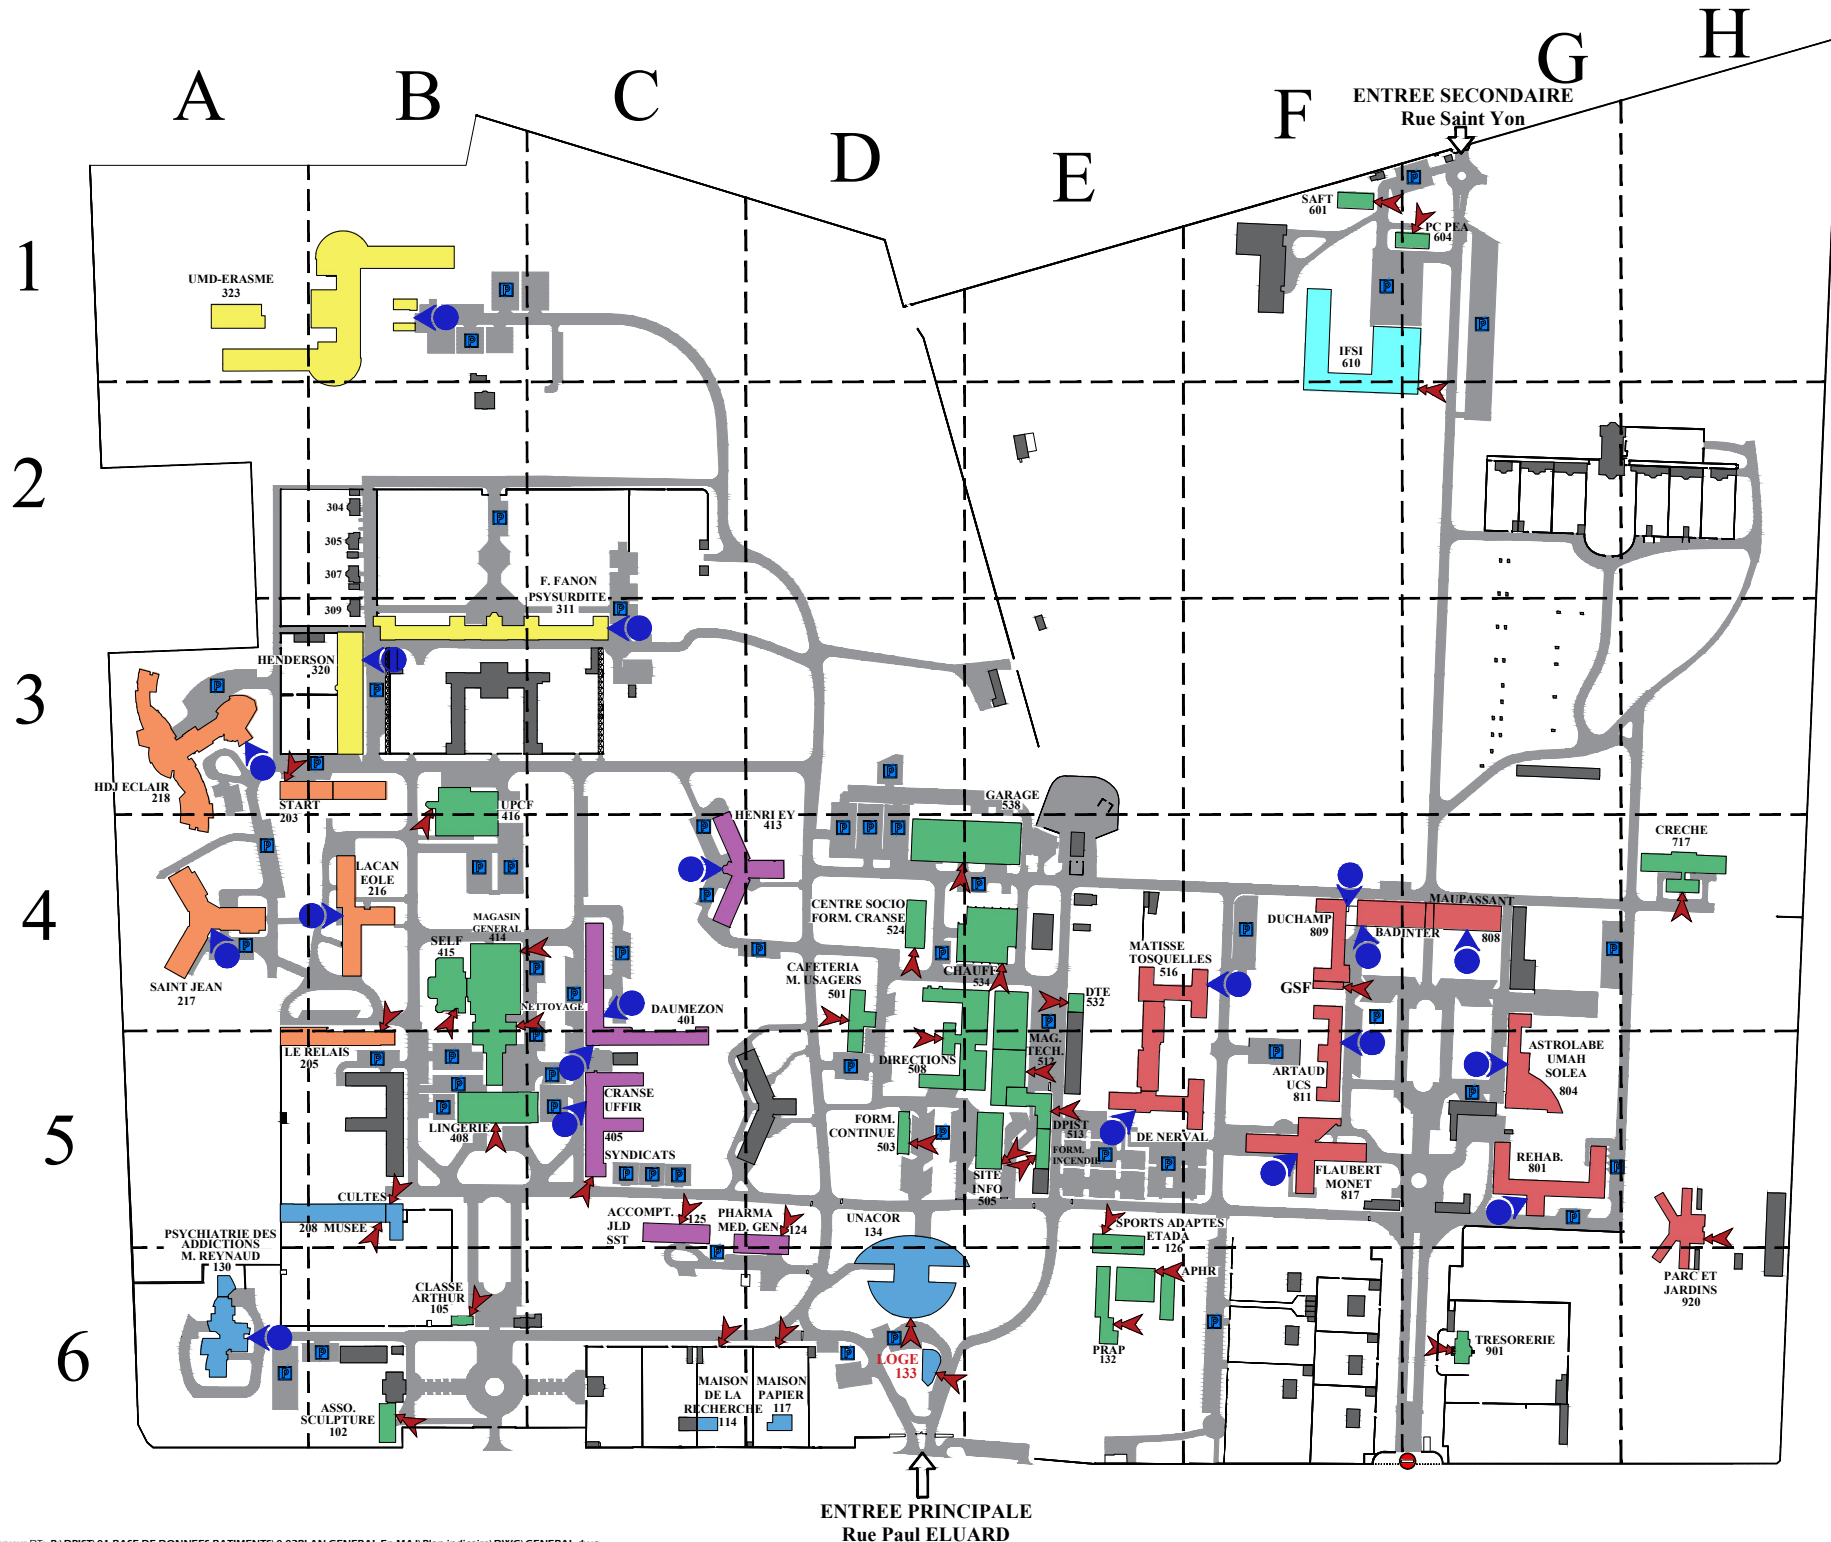 A
B
C
D
E
F
G
H
1
2
3
4
5
6
ENTREE SECONDAIRE
Rue Saint Yon
SAFT
601
PC PEA
604
UMD-ERASME
323
IFSI
610
304
305
307
309
F. FANON
PSYSURDITE
311
HENDERSON
320
HDJ ECLAIR
218
START
203
UPCF
416
HENRI EY
413
GARAGE
538
CRECHE
717
LACAN
EOLE
216
SAINT JEAN
217
MAGASIN
GENERAL
414
SELF
415
NETTOYAGE
CENTRE SOCIO
FORM. CRANSE
524
CAFETERIA
M. USAGERS
501
CHAUFF
534
DTE
532
MATISSE
TOSQUELLES
516
DUCHAMP
809
BADINTER
MAUPASSANT
808
GSF
DAUMEZON
401
LE RELAIS
205
DIRECTIONS
508
MAG.
TECH.
512
ARTAUD
UCS
811
ASTROLABE
UMAH
SOLEA
804
CRANSE
UFFIR
405
LINGERIE
408
SYNDICATS
FORM.
CONTINUE
503
DPIST
513
FORM.
INCENDIE
DE NERVAL
SITE
INFO
505
FLAUBERT
MONET
817
REHAB.
801
CULTES
208 MUSEE
PSYCHIATRIE DES
ADDICTIONS
M. REYNAUD
130
ACCOMPT.
125
JLD
SST
PHARMA
MED. GEN
124
UNACOR
134
SPORTS ADAPTES
ETADA
126
APHR
PARC ET
JARDINS
920
CLASSE
ARTHUR
105
PRAP
132
TRESORERIE
901
LOGE
133
MAISON
DE LA
RECHERCHE
114
MAISON
PAPIER
117
ASSO.
SCULPTURE
102
ENTREE PRINCIPALE
Rue Paul ELUARD